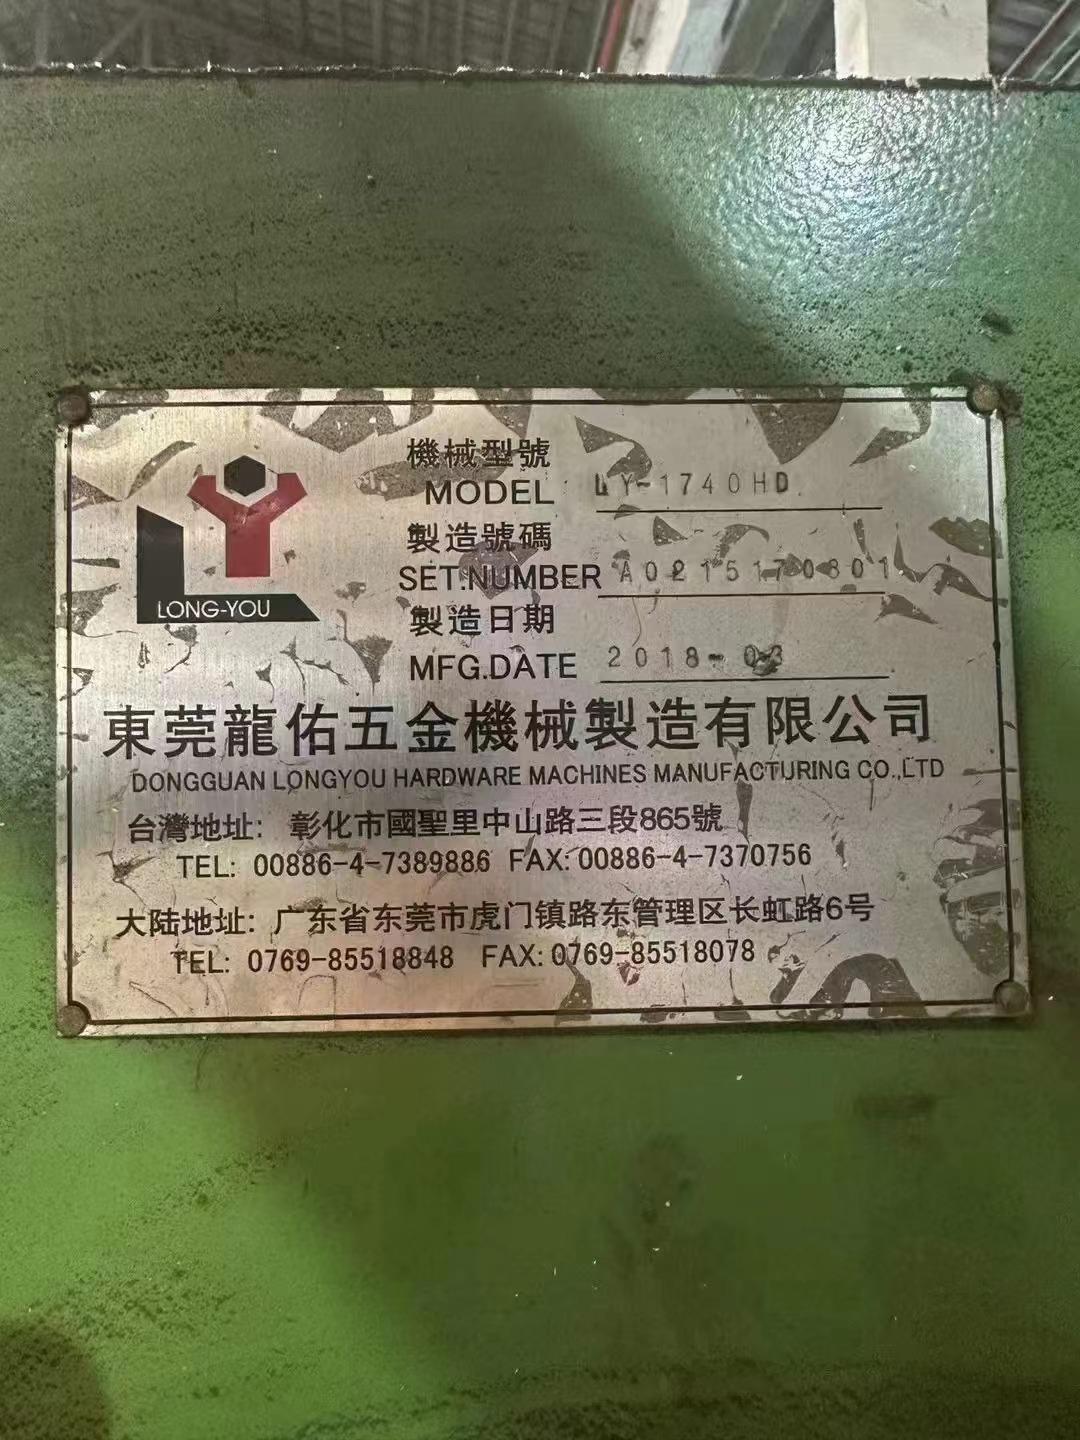 LONG-YOU
機械型號
MODEL LY-1740HD
製造號碼
SET.NUMBER A0215170801
製造日期
MFG.DATE 2018-03
東莞龍佑五金機械製造有限公司
DONGGUAN LONGYOU HARDWARE MACHINES MANUFACTURING CO.,LTD
台灣地址：彰化市國聖里中山路三段865號
TEL: 00886-4-7389886 FAX: 00886-4-7370756
大陆地址：广东省东莞市虎门镇路东管理区长虹路6号
TEL: 0769-85518848 FAX: 0769-85518078